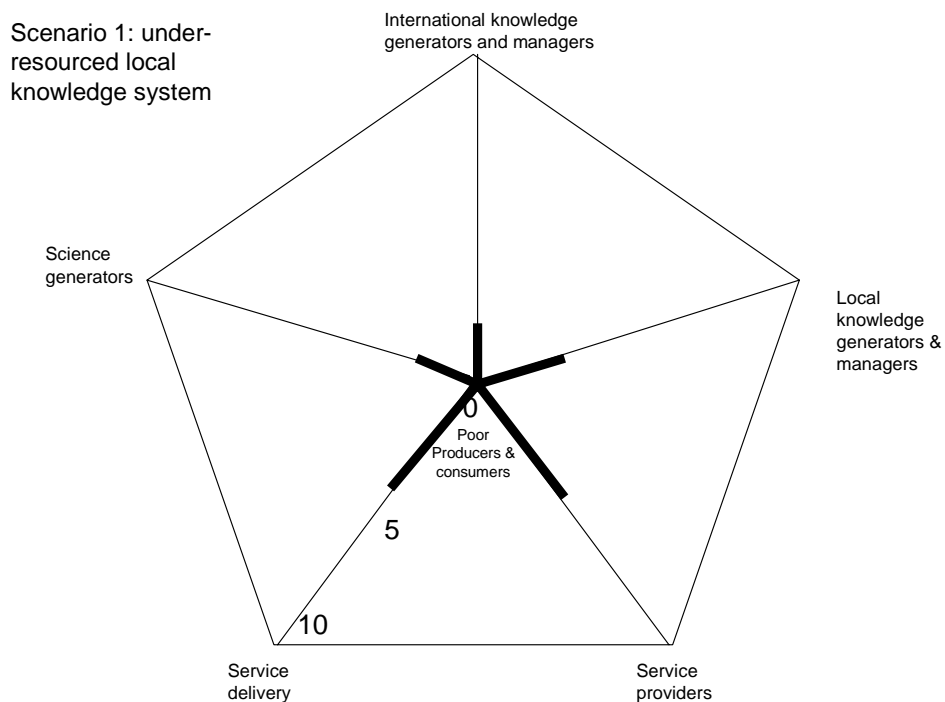 Scenario 1: under-
resourced local
knowledge system
International knowledge
generators and managers
Science
generators
Local
knowledge
generators &
managers
0
Poor
Producers &
consumers
5
10
Service
delivery
Service
providers